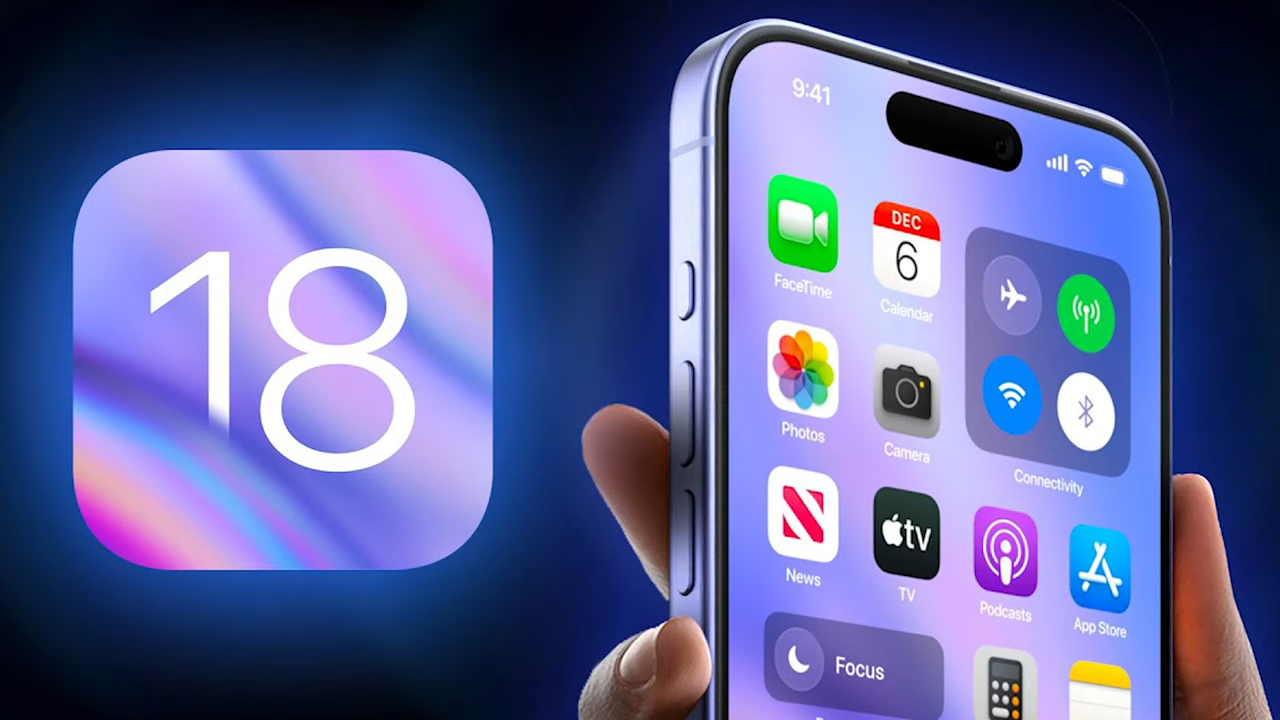 18
9:41
FaceTime
DEC
6
Calendar
Photos
Camera
Connectivity
News
tv
TV
Podcasts
App Store
Focus